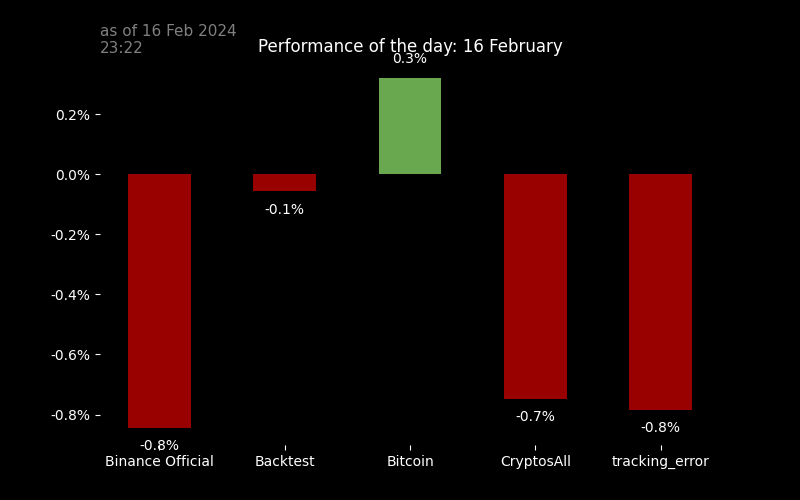 as of 16 Feb 2024
23:22
Performance of the day: 16 February
0.3%
0.2%
0.0%
-0.2%
-0.4%
-0.6%
-0.8%
-0.1%
-0.7%
-0.8%
-0.8%
Binance Official
Backtest
Bitcoin
CryptosAll
tracking_error